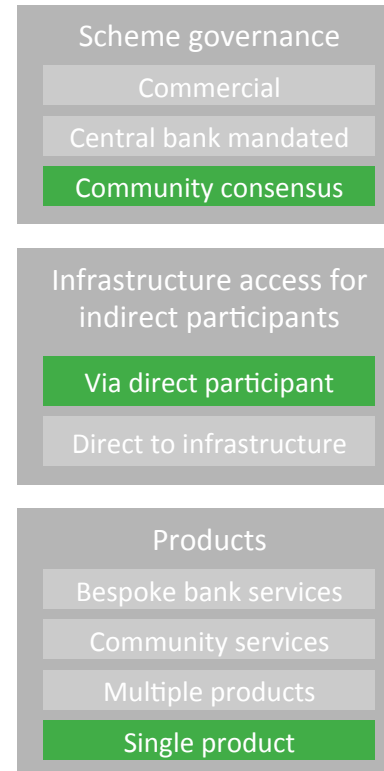 Scheme governance
Commercial
Central bank mandated
Community consensus
Infrastructure access for
indirect participants
Via direct participant
Direct to infrastructure
Products
Bespoke bank services
Community services
Multiple products
Single product